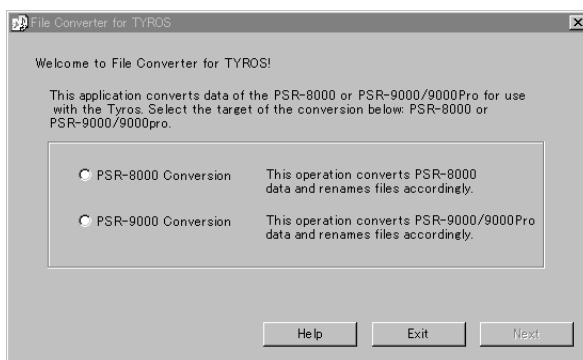 File Converter for TYROS
Welcome to File Converter for TYROS!
This application converts data of the PSR-8000 or PSR-9000/9000Pro for use
with the Tyros. Select the target of the conversion below: PSR-8000 or
PSR-9000/9000pro.
PSR-8000 Conversion
This operation converts PSR-8000
data and renames files accordingly.
PSR-9000 Conversion
This operation converts PSR-9000/9000Pro
data and renames files accordingly.
Help
Exit
Next